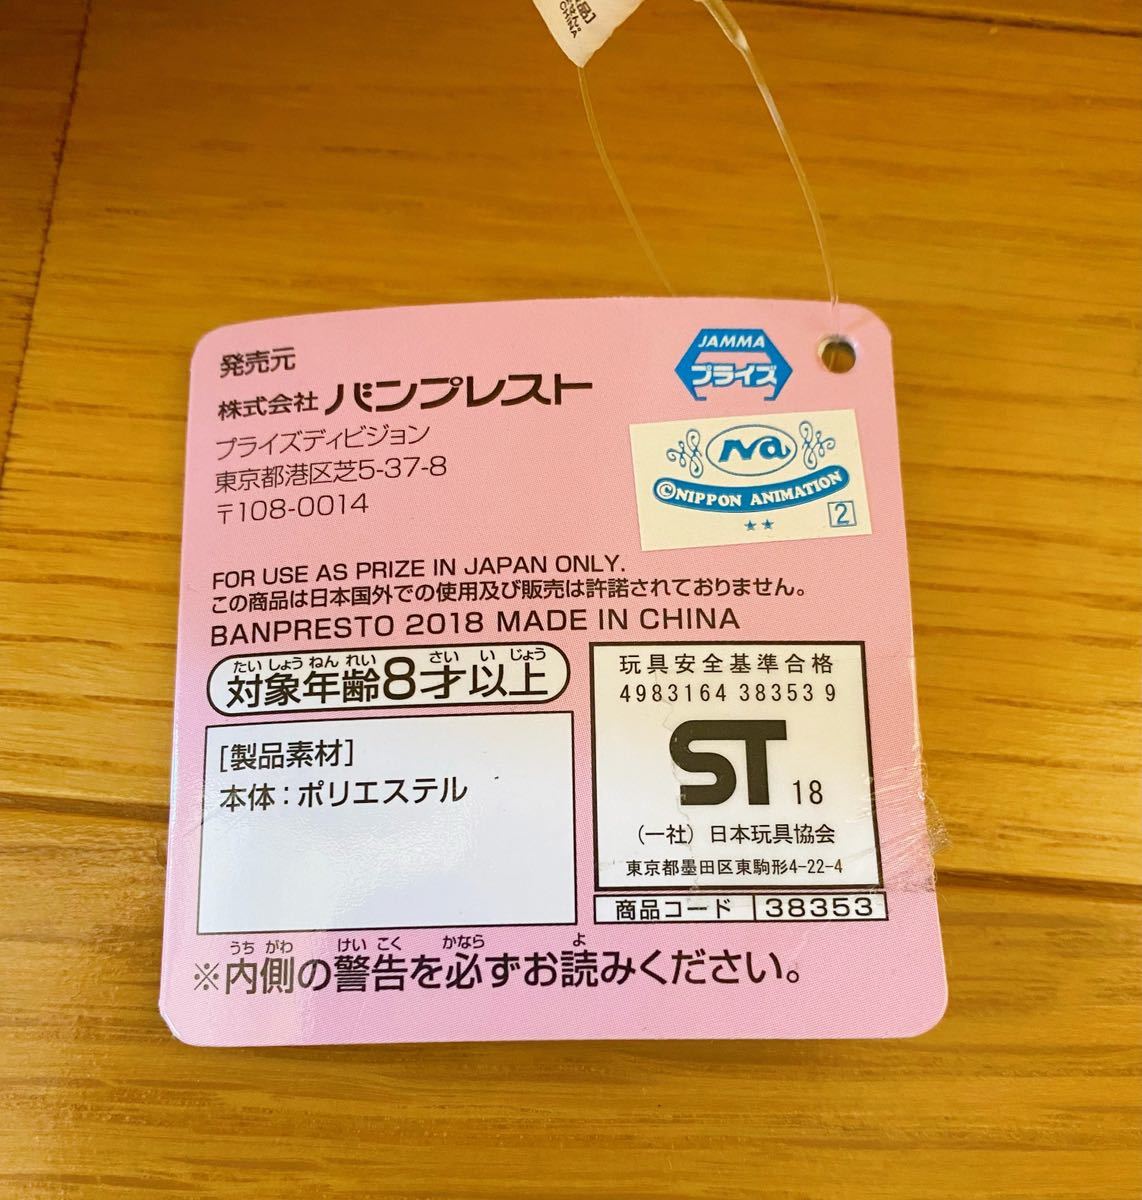 品]
CHINA
発売元
株式会社 バンプレスト
プライズディビジョン
東京都港区芝5-37-8
〒108-0014
JAMMA
プライズ
Na
©NIPPON ANIMATION
★★
2
FOR USE AS PRIZE IN JAPAN ONLY.
この商品は日本国外での使用及び販売は許諾されておりません。
BANPRESTO 2018 MADE IN CHINA
たいしょうねんれい さいいじょう
対象年齢8才以上
[製品素材]
本体:ポリエステル
玩具安全基準合格
4983164 38353 9
ST 18
(一社) 日本玩具協会
東京都墨田区東駒形4-22-4
商品コード 38353
うちがわ けいこく かなら よ
※内側の警告を必ずお読みください。